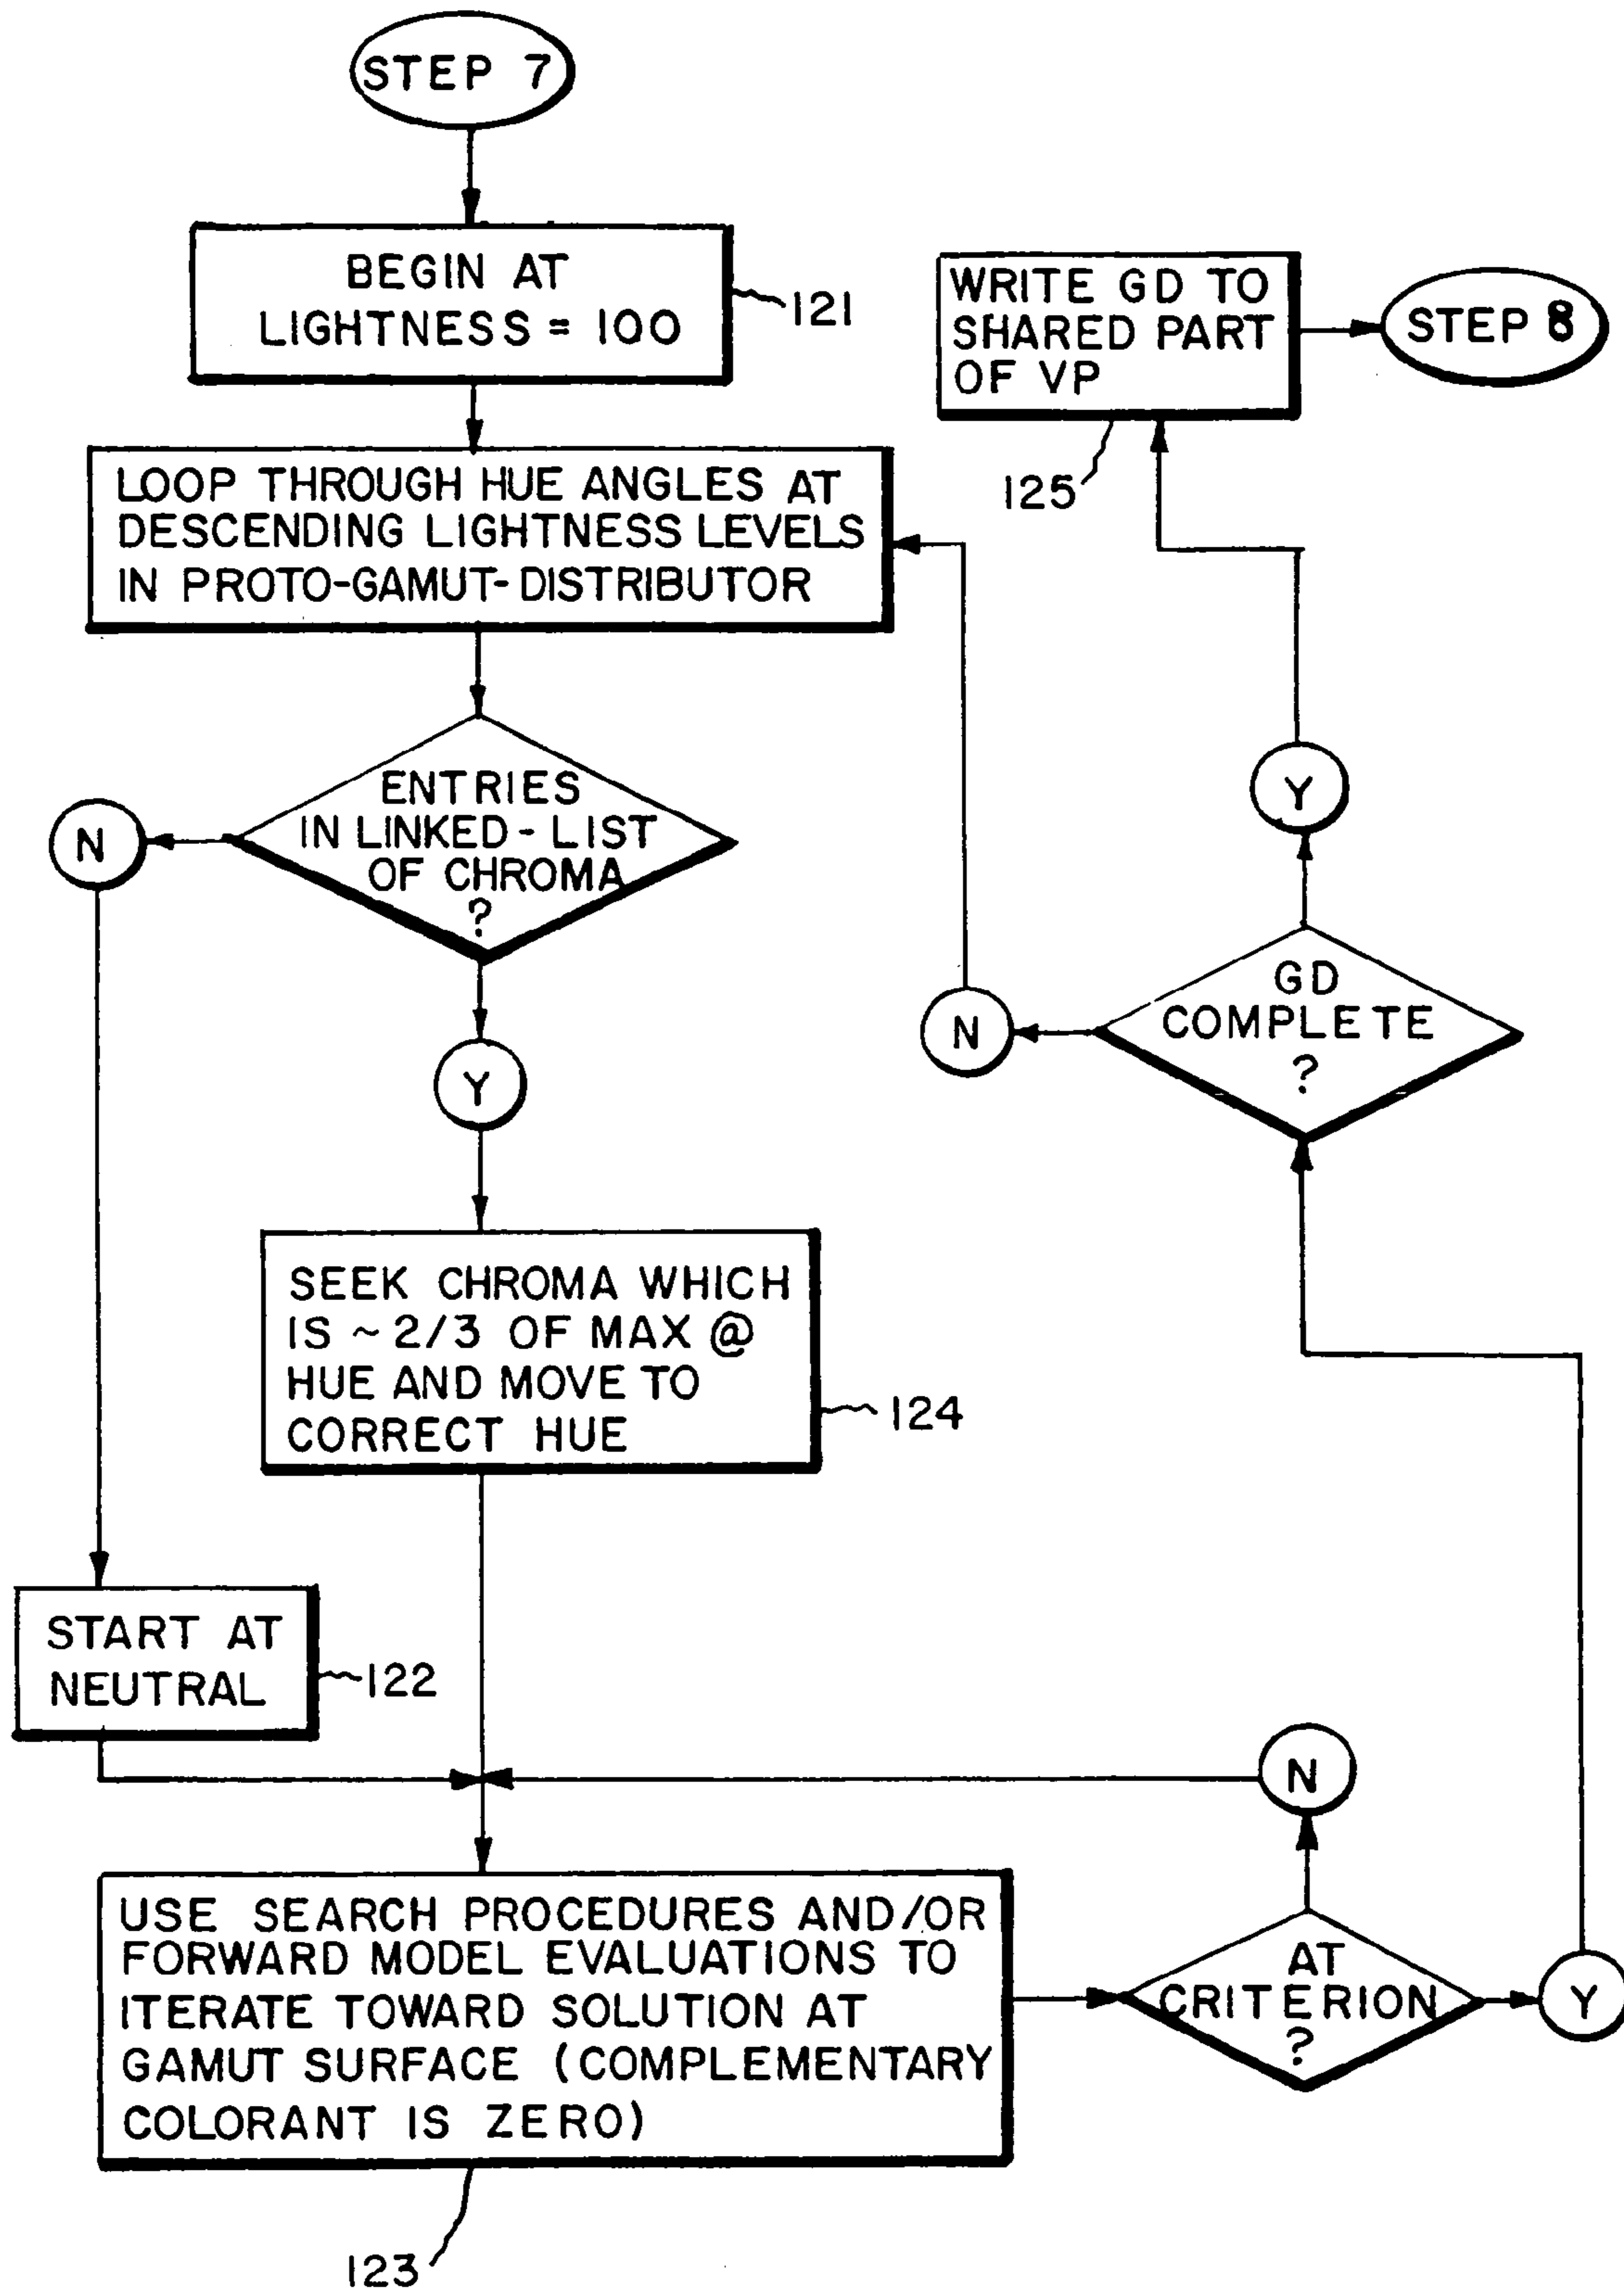 STEP 7
BEGIN AT
LIGHTNESS = 100
121
LOOP THROUGH HUE ANGLES AT
DESCENDING LIGHTNESS LEVELS
IN PROTO-GAMUT-DISTRIBUTOR
ENTRIES
IN LINKED-LIST
OF CHROMA
?
N
Y
SEEK CHROMA WHICH
IS ~ 2/3 OF MAX @
HUE AND MOVE TO
CORRECT HUE
124
START AT
NEUTRAL
122
USE SEARCH PROCEDURES AND/OR
FORWARD MODEL EVALUATIONS TO
ITERATE TOWARD SOLUTION AT
GAMUT SURFACE (COMPLEMENTARY
COLORANT IS ZERO)
123
AT
CRITERION
?
N
Y
GD
COMPLETE
?
N
Y
WRITE GD TO
SHARED PART
OF VP
125
STEP 8